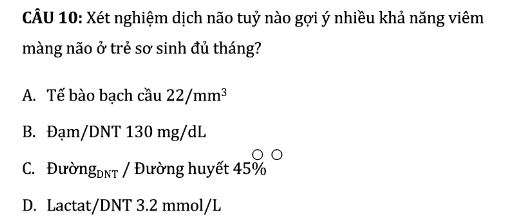 CÂU 10: Xét nghiệm dịch não tuỷ nào gợi ý nhiều khả năng viêm
màng não ở trẻ sơ sinh đủ tháng?
A. Tế bào bạch cầu 22/mm³
B. Đạm/DNT 130 mg/dL
C. Đường_DNT / Đường huyết 45%
D. Lactat/DNT 3.2 mmol/L